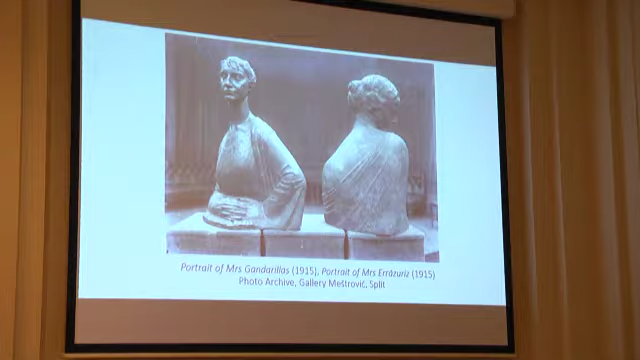 Portrait of Mrs Gandarillas (1915), Portrait of Mrs Errázuriz (1915)
Photo Archive, Gallery Meštrović, Split